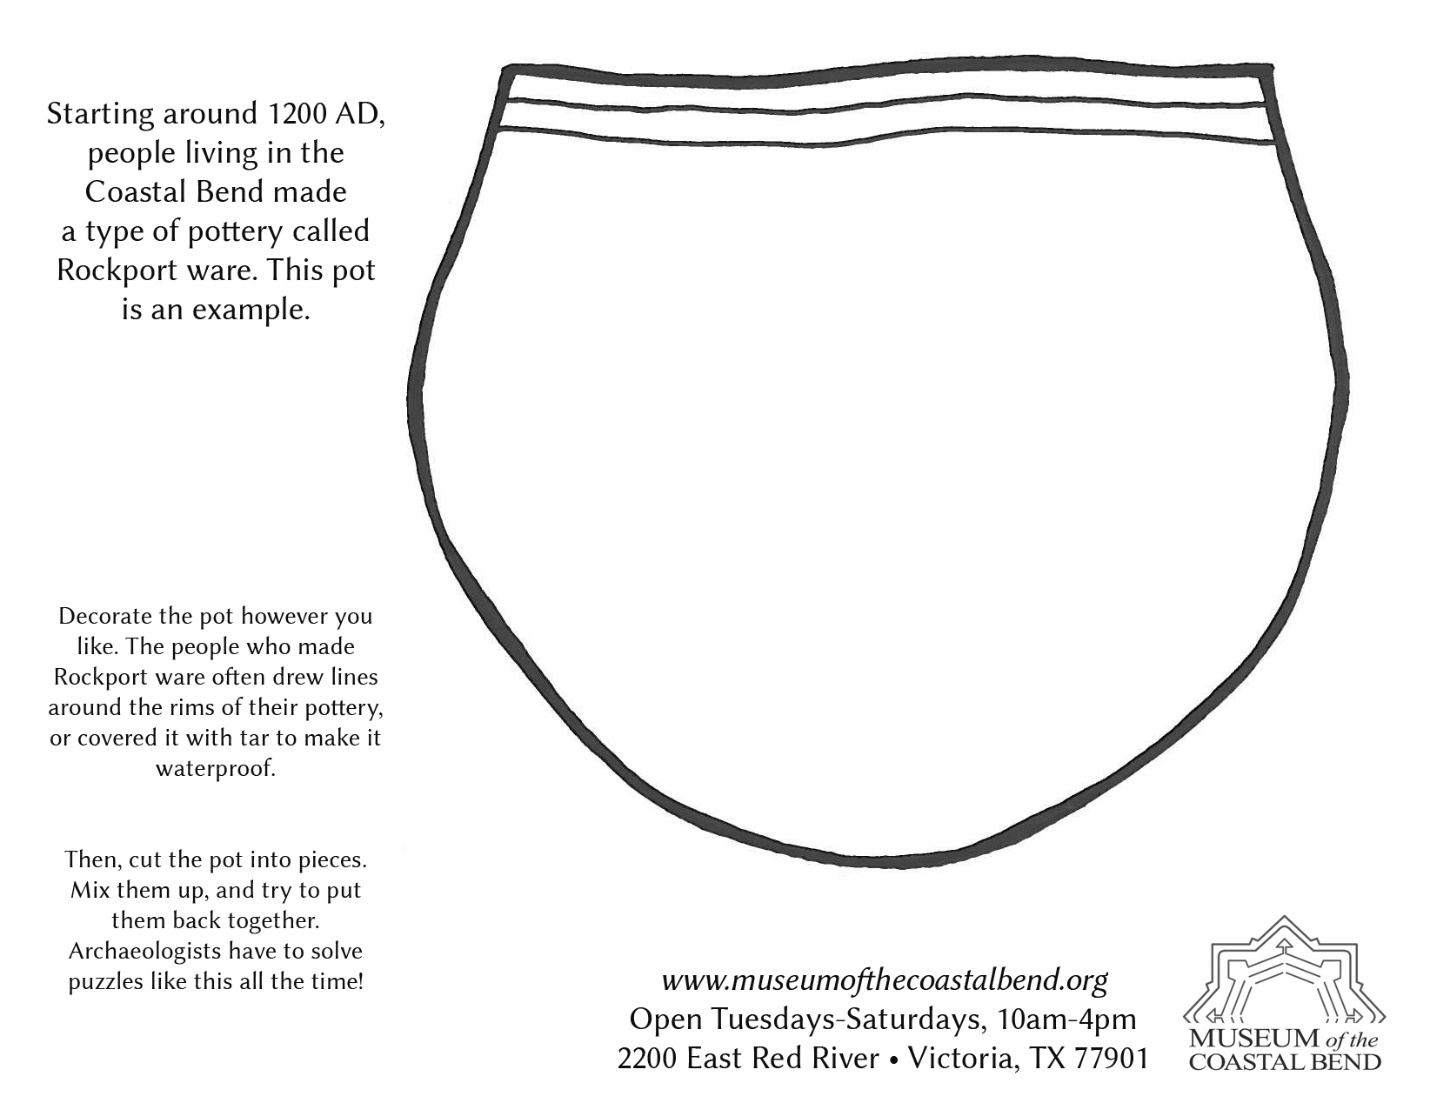 Starting around 1200 AD,
people living in the
Coastal Bend made
a type of pottery called
Rockport ware. This pot
is an example.
Decorate the pot however you
like. The people who made
Rockport ware often drew lines
around the rims of their pottery,
or covered it with tar to make it
waterproof.
Then, cut the pot into pieces.
Mix them up, and try to put
them back together.
Archaeologists have to solve
puzzles like this all the time!
www.museumofthecoastalbend.org
Open Tuesdays-Saturdays, 10am-4pm
2200 East Red River • Victoria, TX 77901
MUSEUM of the
COASTAL BEND